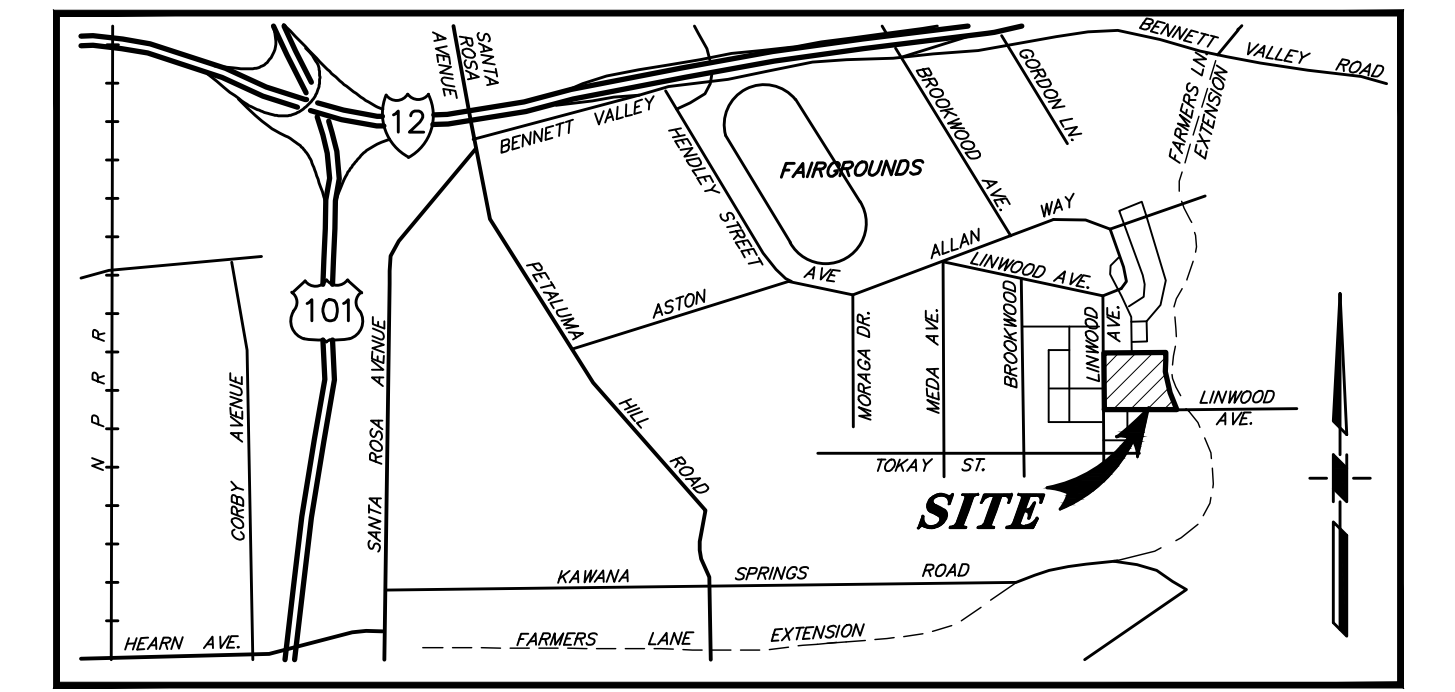 BENNETT VALLEY ROAD
SANTA
ROSA
AVENUE
12
BENNETT VALLEY
HENDLEY STREET
FAIRGROUNDS
BROOKWOOD AVE.
GORDON LN.
FARMERS LN.
EXTENSION
ALLAN WAY
LINWOOD AVE.
AVE
ASTON
PETALUMA HILL ROAD
101
N P R R
CORBY AVENUE
SANTA ROSA AVENUE
MORAGA DR.
MEDA AVE.
BROOKWOOD
LINWOOD
AVE.
LINWOOD
AVE.
TOKAY ST.
SITE
N
KAWANA SPRINGS ROAD
HEARN AVE.
FARMERS LANE EXTENSION